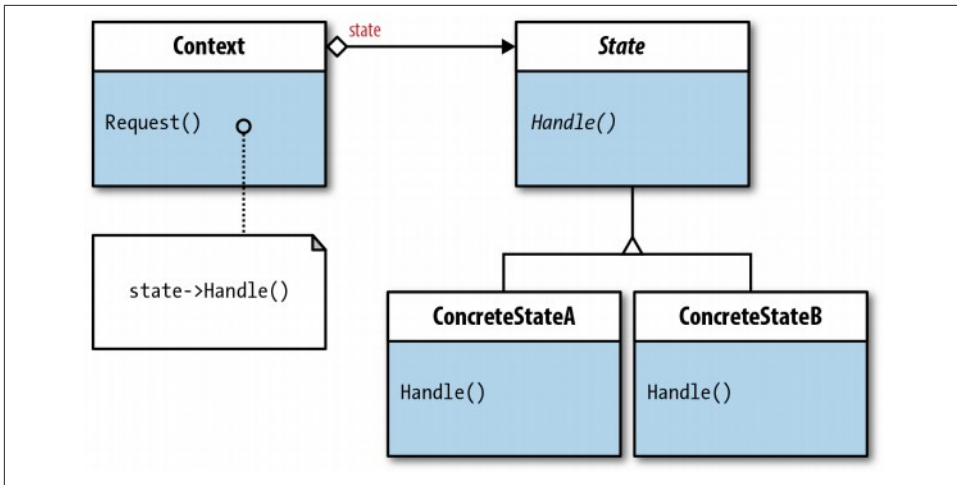 Context
state
State
Request()
Handle()
state->Handle()
ConcreteStateA
ConcreteStateB
Handle()
Handle()